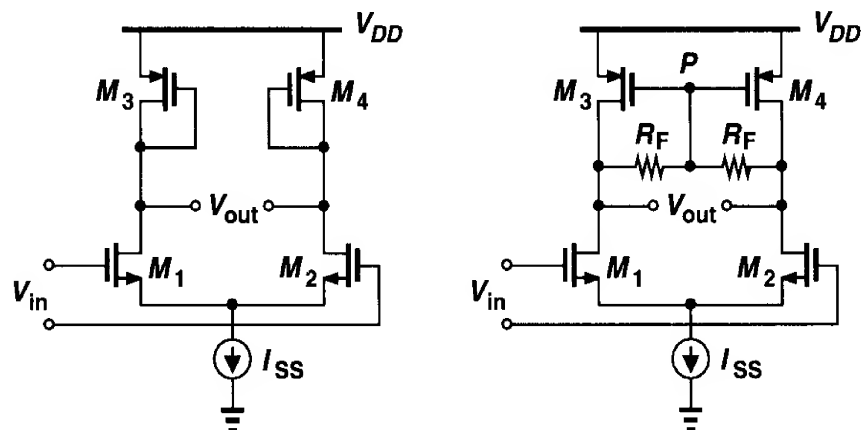 V_DD
M_3
M_4
V_out
M_1
M_2
V_in
I_SS
V_DD
P
M_3
M_4
R_F
R_F
V_out
M_1
M_2
V_in
I_SS